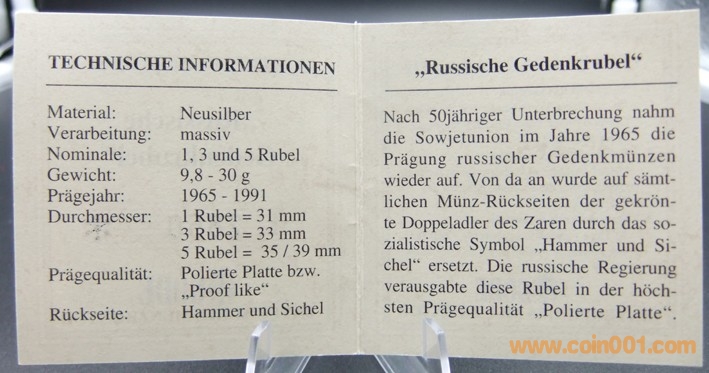 TECHNISCHE INFORMATIONEN
Material: Neusilber
Verarbeitung: massiv
Nominale: 1, 3 und 5 Rubel
Gewicht: 9,8 - 30 g
Prägejahr: 1965 - 1991
Durchmesser: 1 Rubel = 31 mm
3 Rubel = 33 mm
5 Rubel = 35 / 39 mm
Prägequalität: Polierte Platte bzw.
„Proof like"
Rückseite: Hammer und Sichel
„Russische Gedenkrubel"
Nach 50jähriger Unterbrechung nahm
die Sowjetunion im Jahre 1965 die
Prägung russischer Gedenkmünzen
wieder auf. Von da an wurde auf sämt-
lichen Münz-Rückseiten der gekrön-
te Doppeladler des Zaren durch das so-
zialistische Symbol „Hammer und Si-
chel" ersetzt. Die russische Regierung
verausgabte diese Rubel in der höch-
sten Prägequalität „Polierte Platte".
www.coin001.com